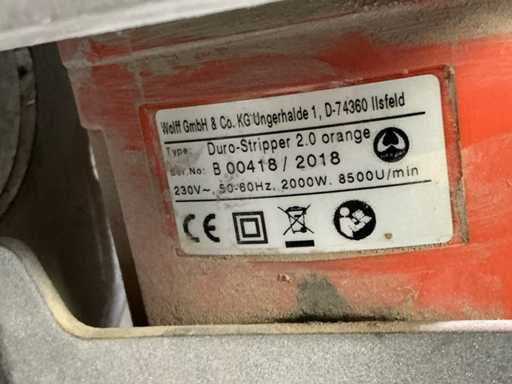 Wolff GmbH & Co. KG Ungerhalde 1, D-74360 Ilsfeld
Type: Duro-Stripper 2.0 orange
Ser.No: B 00418 / 2018
230V~, 50-60Hz, 2000W. 8500U/min
CE